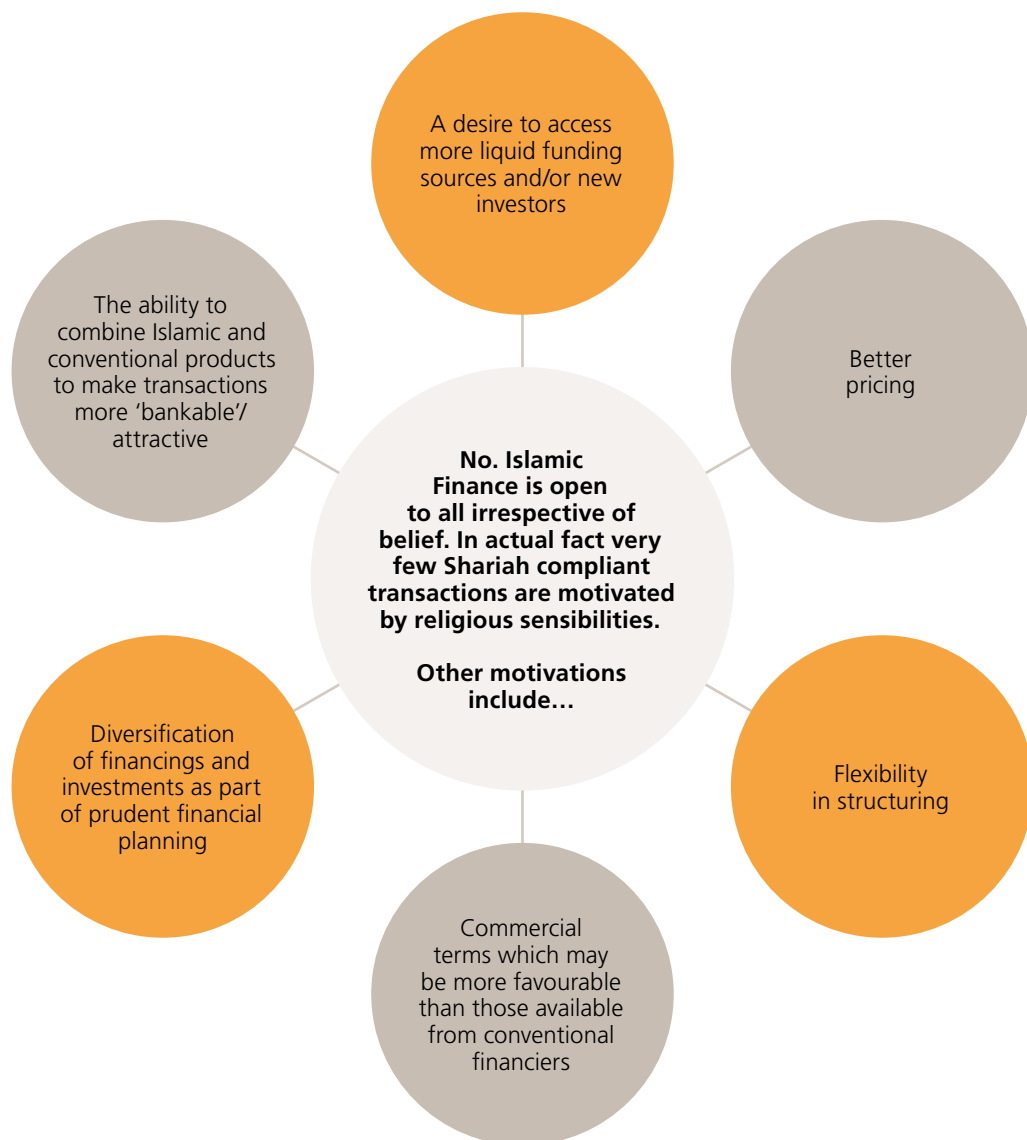 A desire to access
more liquid funding
sources and/or new
investors
The ability to
combine Islamic and
conventional products
to make transactions
more ‘bankable’/
attractive
Better
pricing
No. Islamic
Finance is open
to all irrespective of
belief. In actual fact very
few Shariah compliant
transactions are motivated
by religious sensibilities.
Other motivations
include…
Diversification
of financings and
investments as part
of prudent financial
planning
Flexibility
in structuring
Commercial
terms which may
be more favourable
than those available
from conventional
financiers